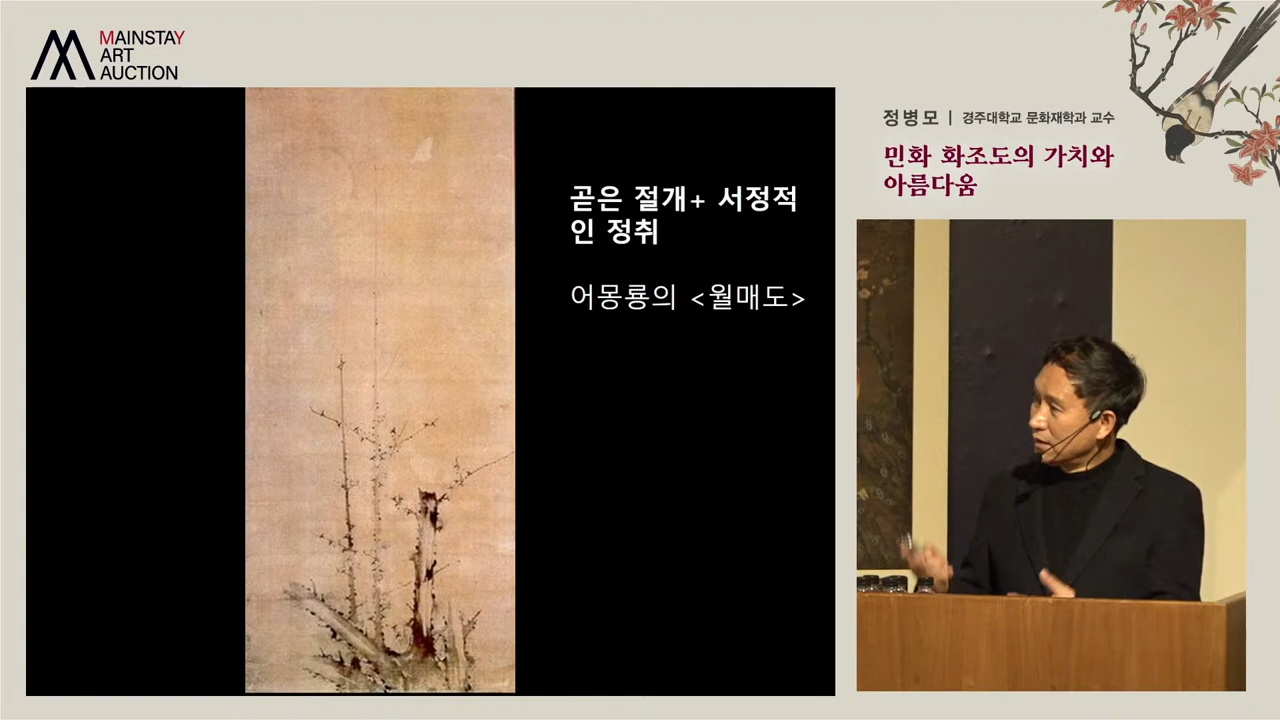 MAINSTAY
ART
AUCTION
곧은 절개+ 서정적
인 정취
어몽룡의 <월매도>
정병모 | 경주대학교 문화재학과 교수
민화 화조도의 가치와
아름다움